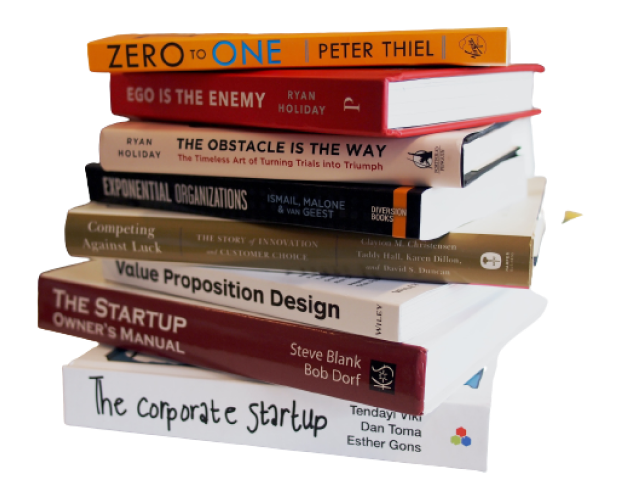 ZERO TO ONE | PETER THIEL |
EGO IS THE ENEMY
RYAN
HOLIDAY
P
RYAN
HOLIDAY
THE OBSTACLE IS THE WAY
The Timeless Art of Turning Trials into Triumph
EXPONENTIAL ORGANIZATIONS
ISMAIL, MALONE
& VAN GEEST
DIVERSION
BOOKS
Competing
Against Luck
THE STORY of INNOVATION
and CUSTOMER CHOICE
Clayton M. Christensen
Taddy Hall, Karen Dillon,
and David S. Duncan
Value Proposition Design
WILEY
THE STARTUP
OWNER'S MANUAL
Steve Blank
Bob Dorf
The corporate startup
Tendayi Viki
Dan Toma
Esther Gons